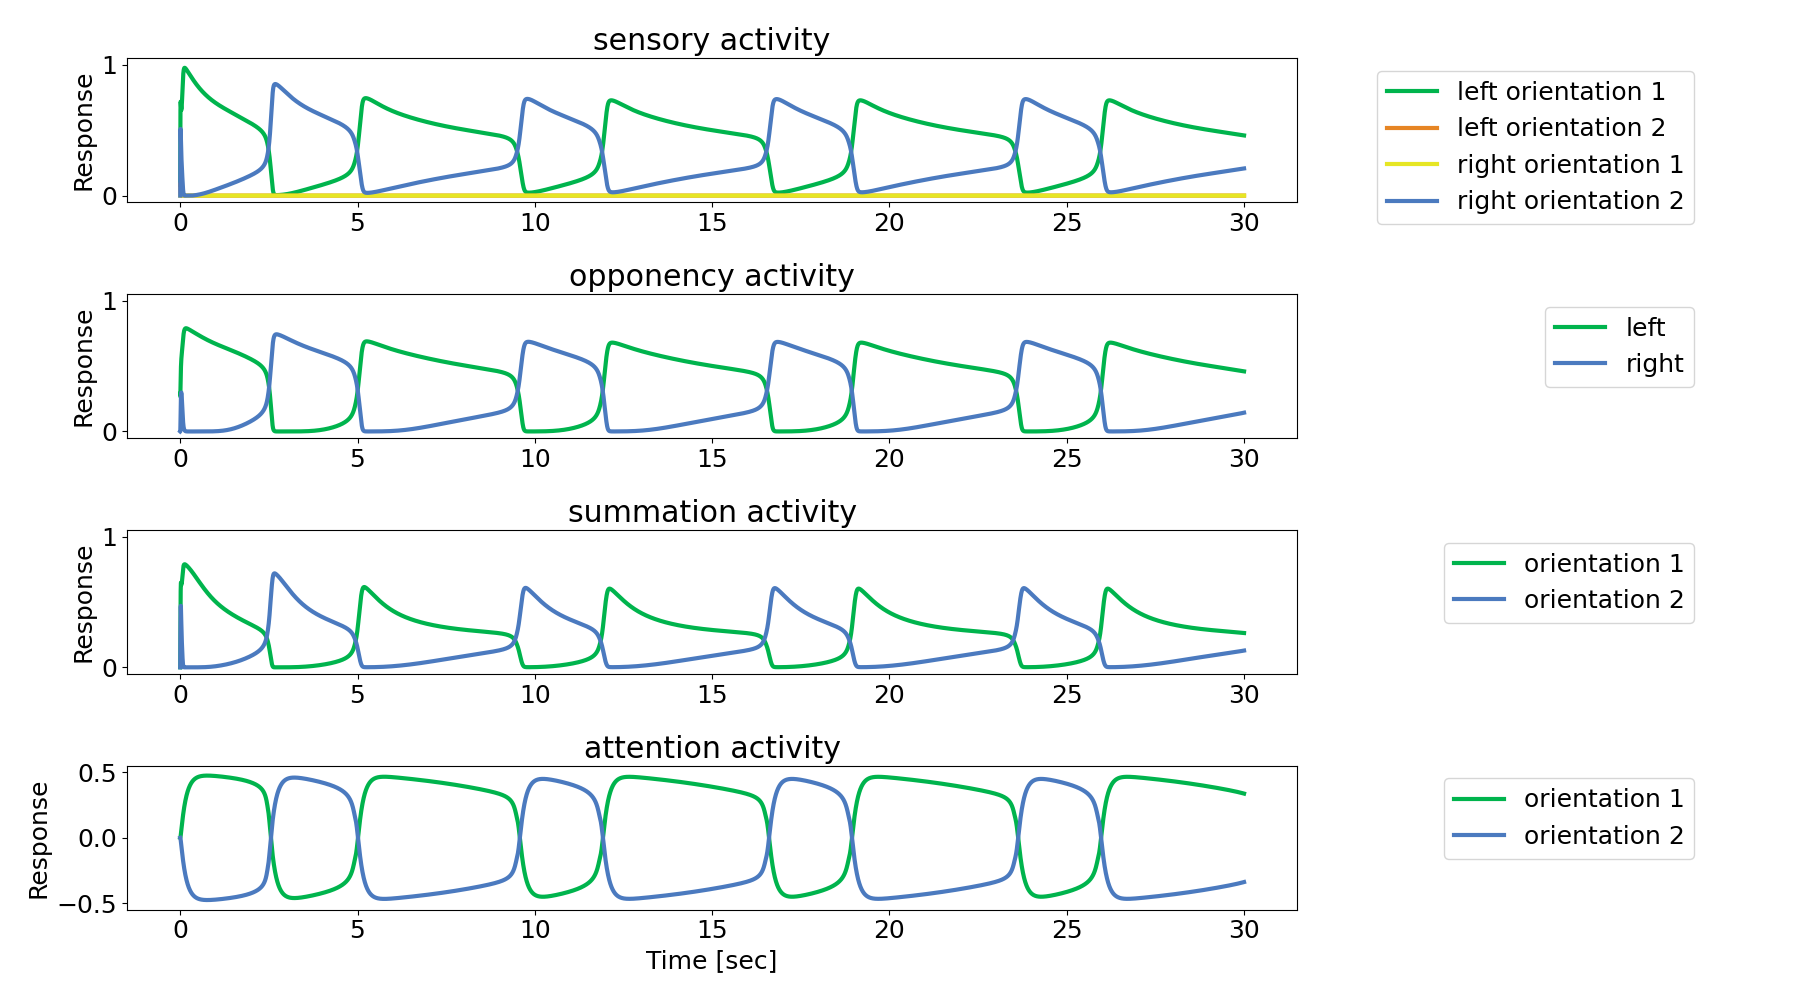 sensory activity
Response
1
0
0 5 10 15 20 25 30
left orientation 1
left orientation 2
right orientation 1
right orientation 2
opponency activity
Response
1
0
0 5 10 15 20 25 30
left
right
summation activity
Response
1
0
0 5 10 15 20 25 30
orientation 1
orientation 2
attention activity
Response
0.5
0.0
−0.5
0 5 10 15 20 25 30
Time [sec]
orientation 1
orientation 2